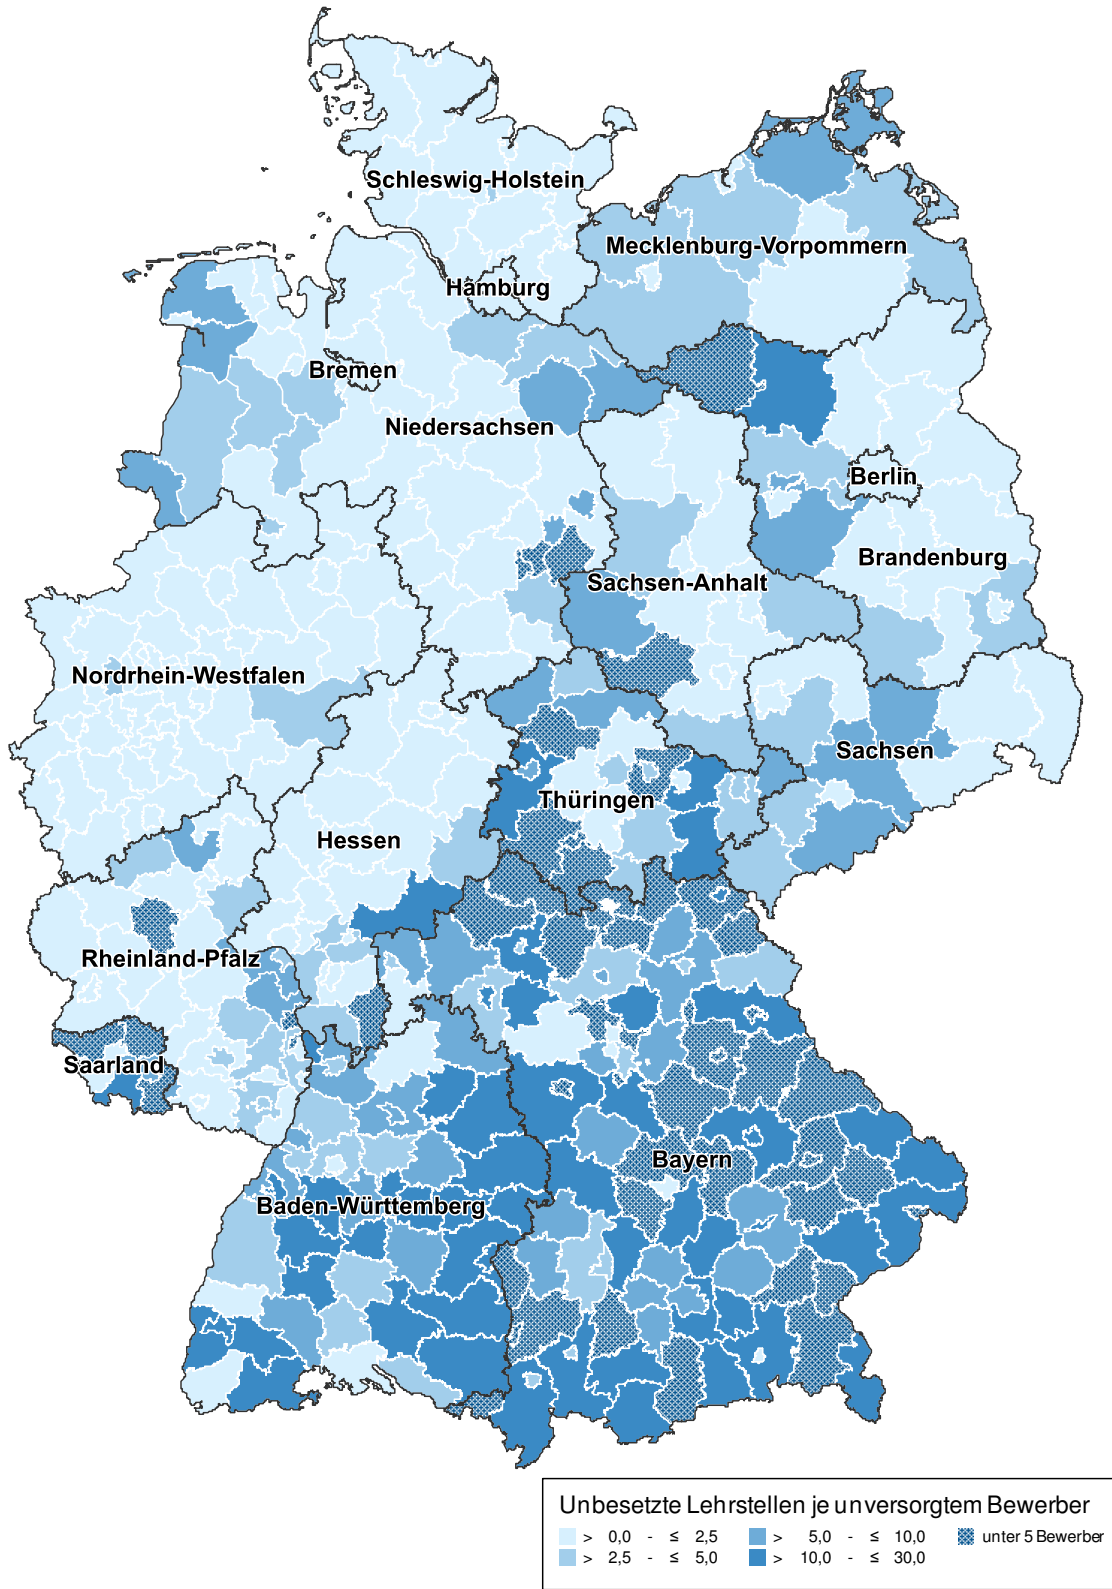 Schleswig-Holstein
Mecklenburg-Vorpommern
Hamburg
Bremen
Niedersachsen
Berlin
Brandenburg
Sachsen-Anhalt
Nordrhein-Westfalen
Sachsen
Thüringen
Hessen
Rheinland-Pfalz
Saarland
Bayern
Baden-Württemberg
Unbesetzte Lehrstellen je unversorgtem Bewerber
> 0,0 - ≤ 2,5 > 5,0 - ≤ 10,0 unter 5 Bewerber
> 2,5 - ≤ 5,0 > 10,0 - ≤ 30,0